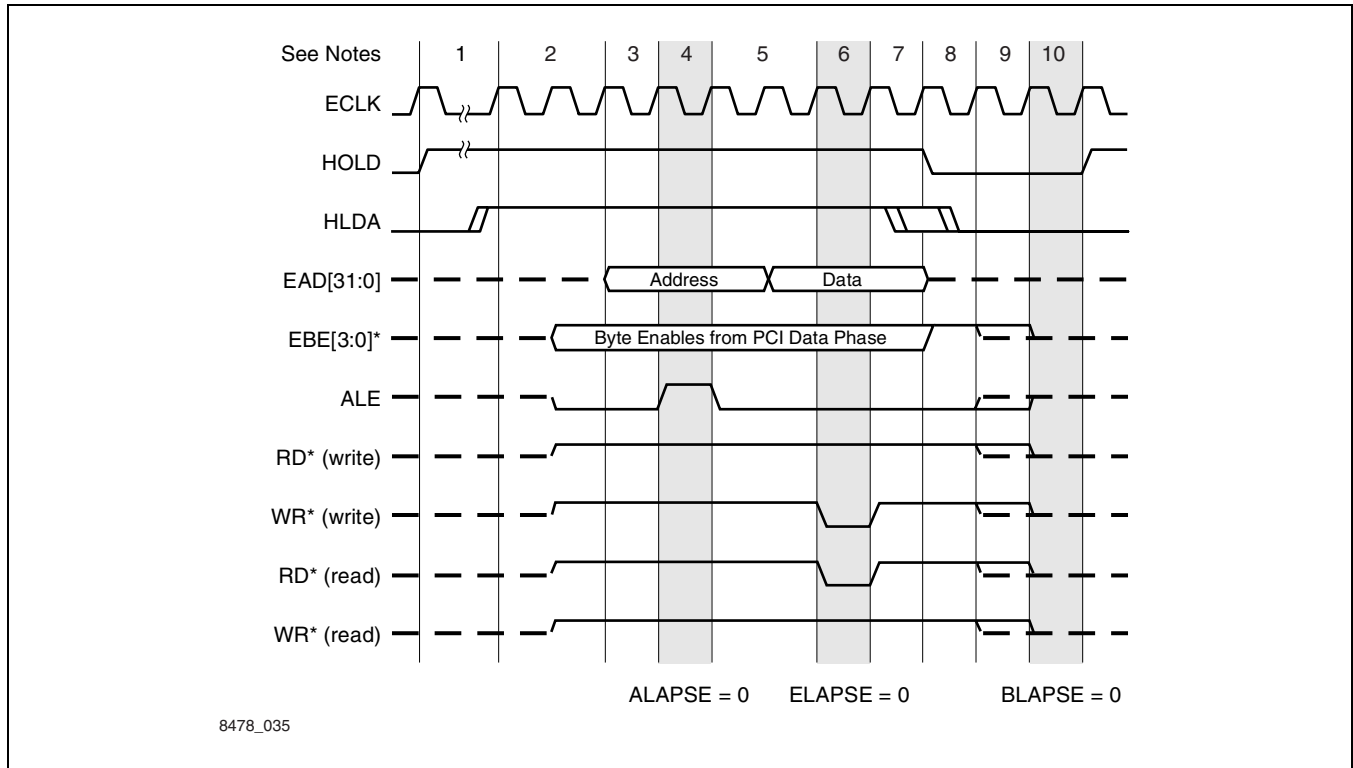 See Notes 1 2 3 4 5 6 7 8 9 10
ECLK
HOLD
HLDA
EAD[31:0] Address Data
EBE[3:0]* Byte Enables from PCI Data Phase
ALE
RD* (write)
WR* (write)
RD* (read)
WR* (read)
ALAPSE = 0 ELAPSE = 0 BLAPSE = 0
8478_035